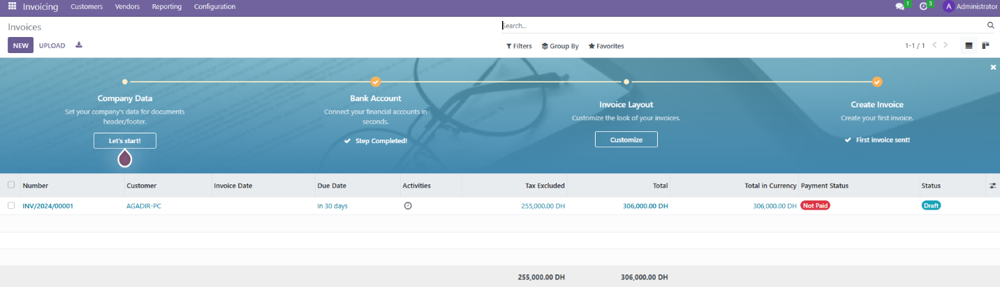 Invoicing Customers Vendors Reporting Configuration 1 3 A Administrator
Invoices Search...
NEW UPLOAD Filters Group By Favorites 1-1 / 1
Company Data Bank Account Invoice Layout Create Invoice
Set your company's data for documents header/footer.
Connect your financial accounts in seconds.
Customize the look of your invoices.
Create your first invoice.
Let's start! Step Completed! Customize First invoice sent!
Number Customer Invoice Date Due Date Activities Tax Excluded Total Total in Currency Payment Status Status
INV/2024/00001 AGADIR-PC In 30 days 255,000.00 DH 306,000.00 DH 306,000.00 DH Not Paid Draft
255,000.00 DH 306,000.00 DH